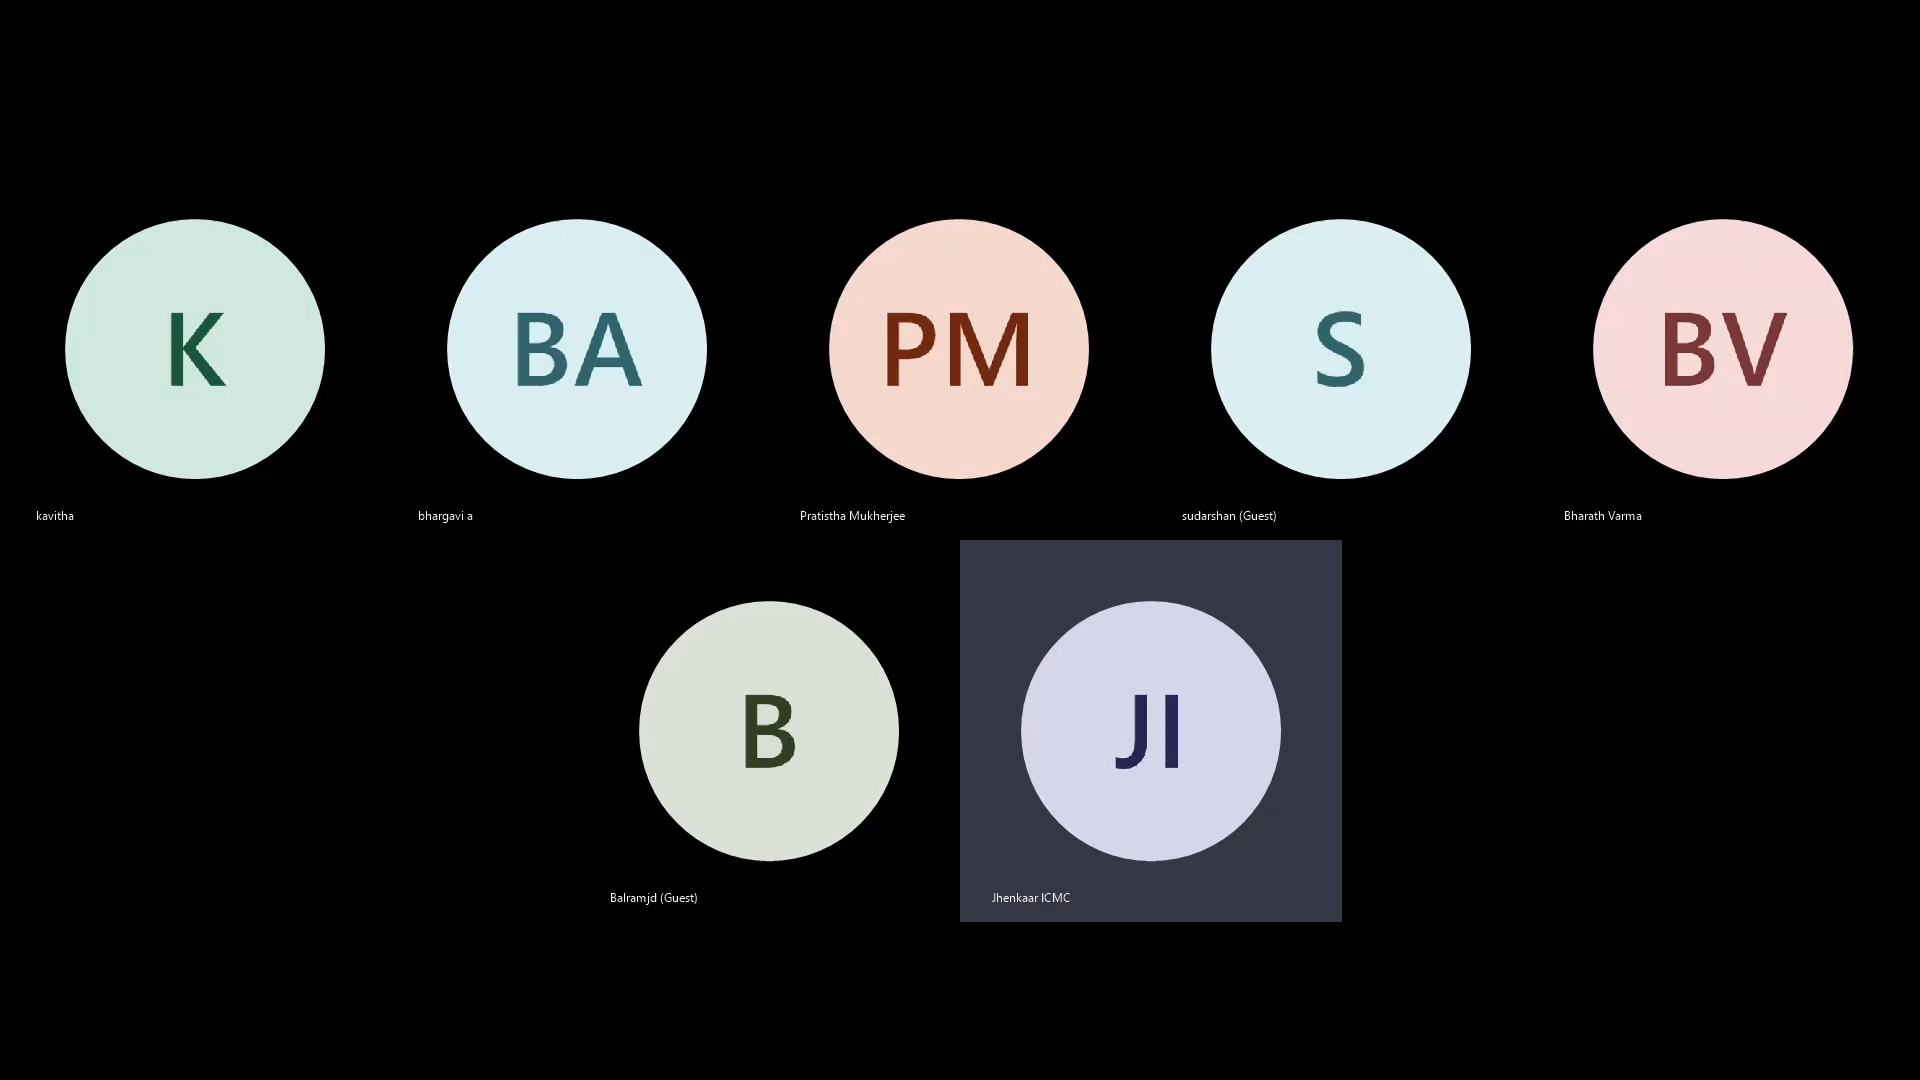 K
BA
PM
S
BV
kavitha
bhargavi a
Pratistha Mukherjee
sudarshan (Guest)
Bharath Varma
B
JI
Balramjd (Guest)
Jhenkaar ICMC